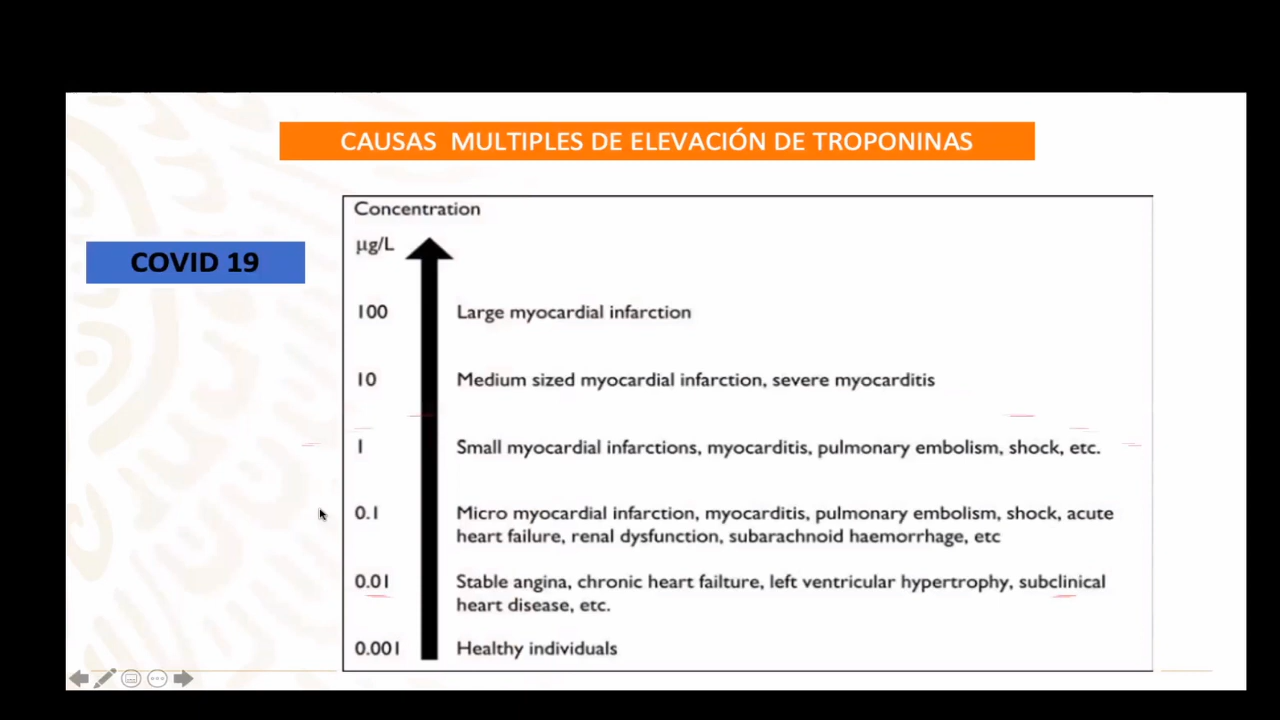 CAUSAS MULTIPLES DE ELEVACIÓN DE TROPONINAS
COVID 19
Concentration
µg/L
100 Large myocardial infarction
10 Medium sized myocardial infarction, severe myocarditis
1 Small myocardial infarctions, myocarditis, pulmonary embolism, shock, etc.
0.1 Micro myocardial infarction, myocarditis, pulmonary embolism, shock, acute
heart failure, renal dysfunction, subarachnoid haemorrhage, etc
0.01 Stable angina, chronic heart failture, left ventricular hypertrophy, subclinical
heart disease, etc.
0.001 Healthy individuals